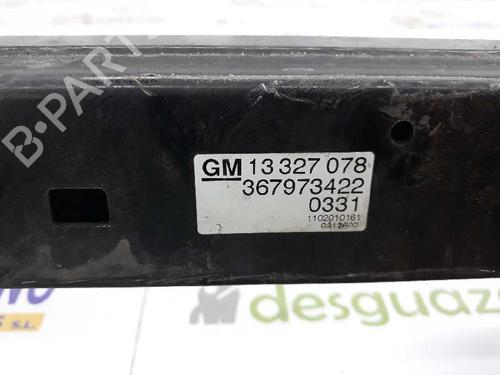 B-PARTS
GM 13 327 078
367973422
0331
1102010161
S S.L.
desguaz